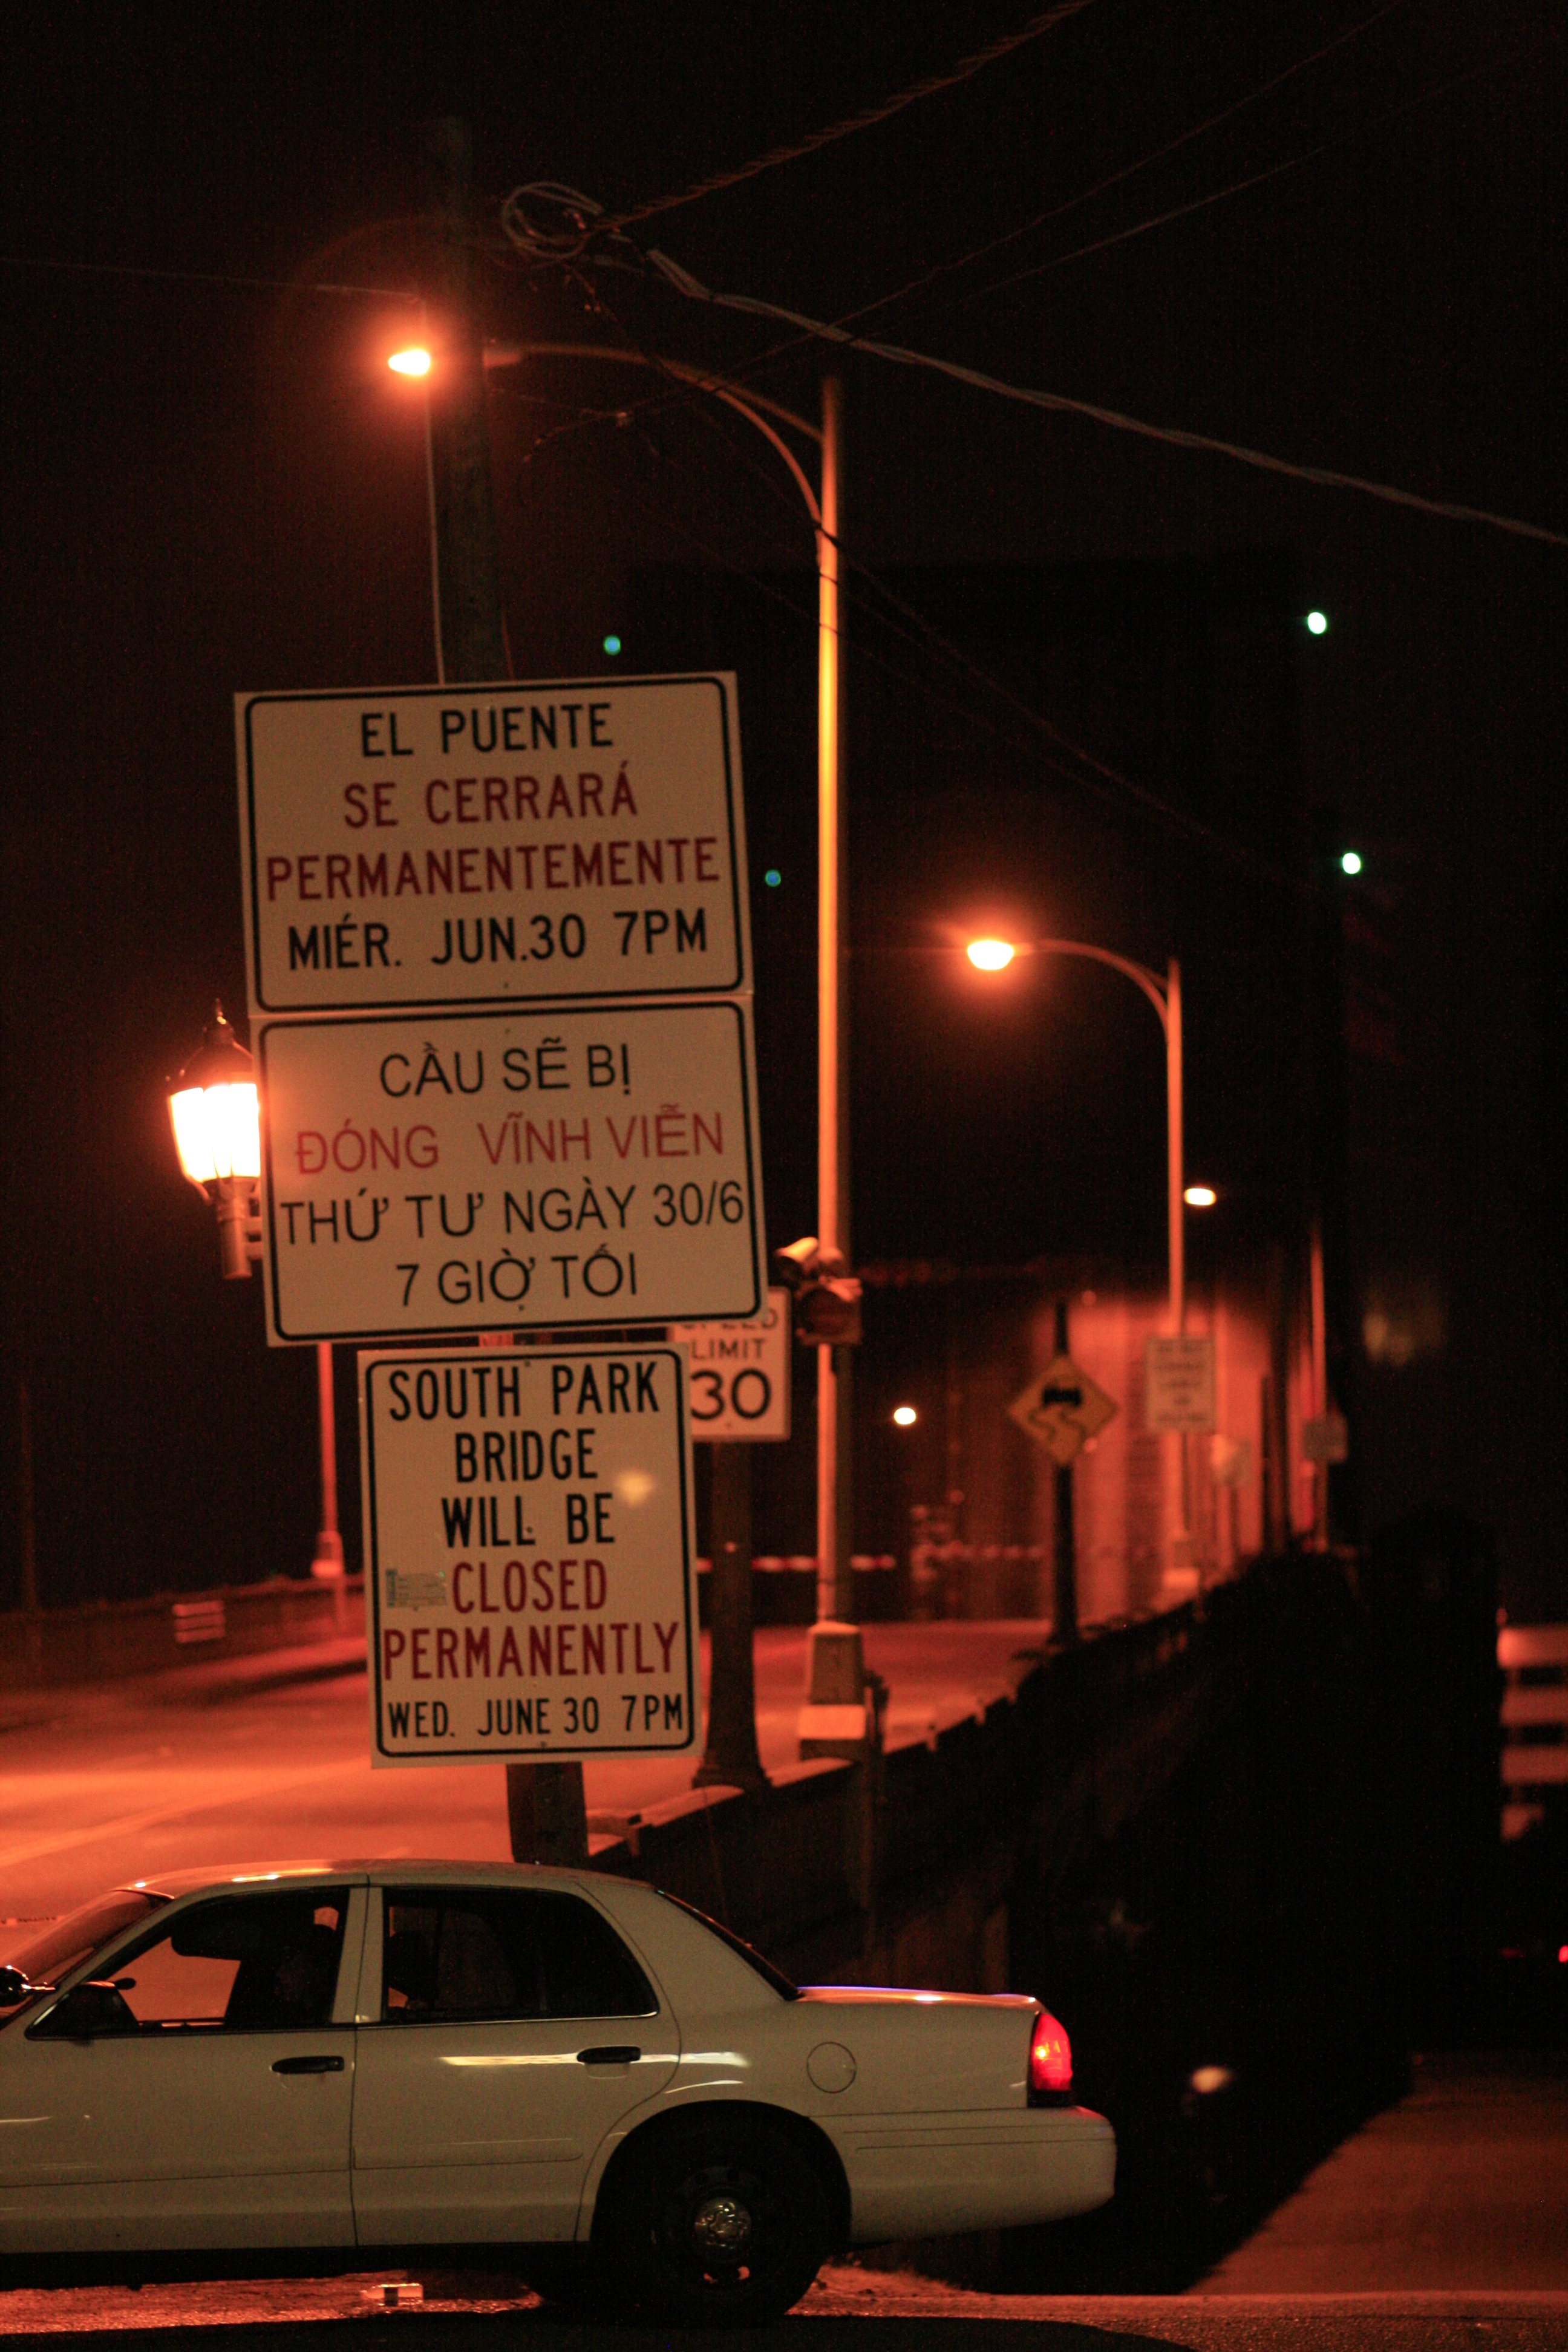 EL PUENTE
SE CERRARÁ
PERMANENTEMENTE
MIÉR. JUN.30 7PM
CẦU SẼ BỊ
ĐÓNG VĨNH VIỄN
THỨ TƯ NGÀY 30/6
7 GIỜ TỐI
SPEED
LIMIT
30
SOUTH PARK
BRIDGE
WILL BE
CLOSED
PERMANENTLY
WED. JUNE 30 7PM